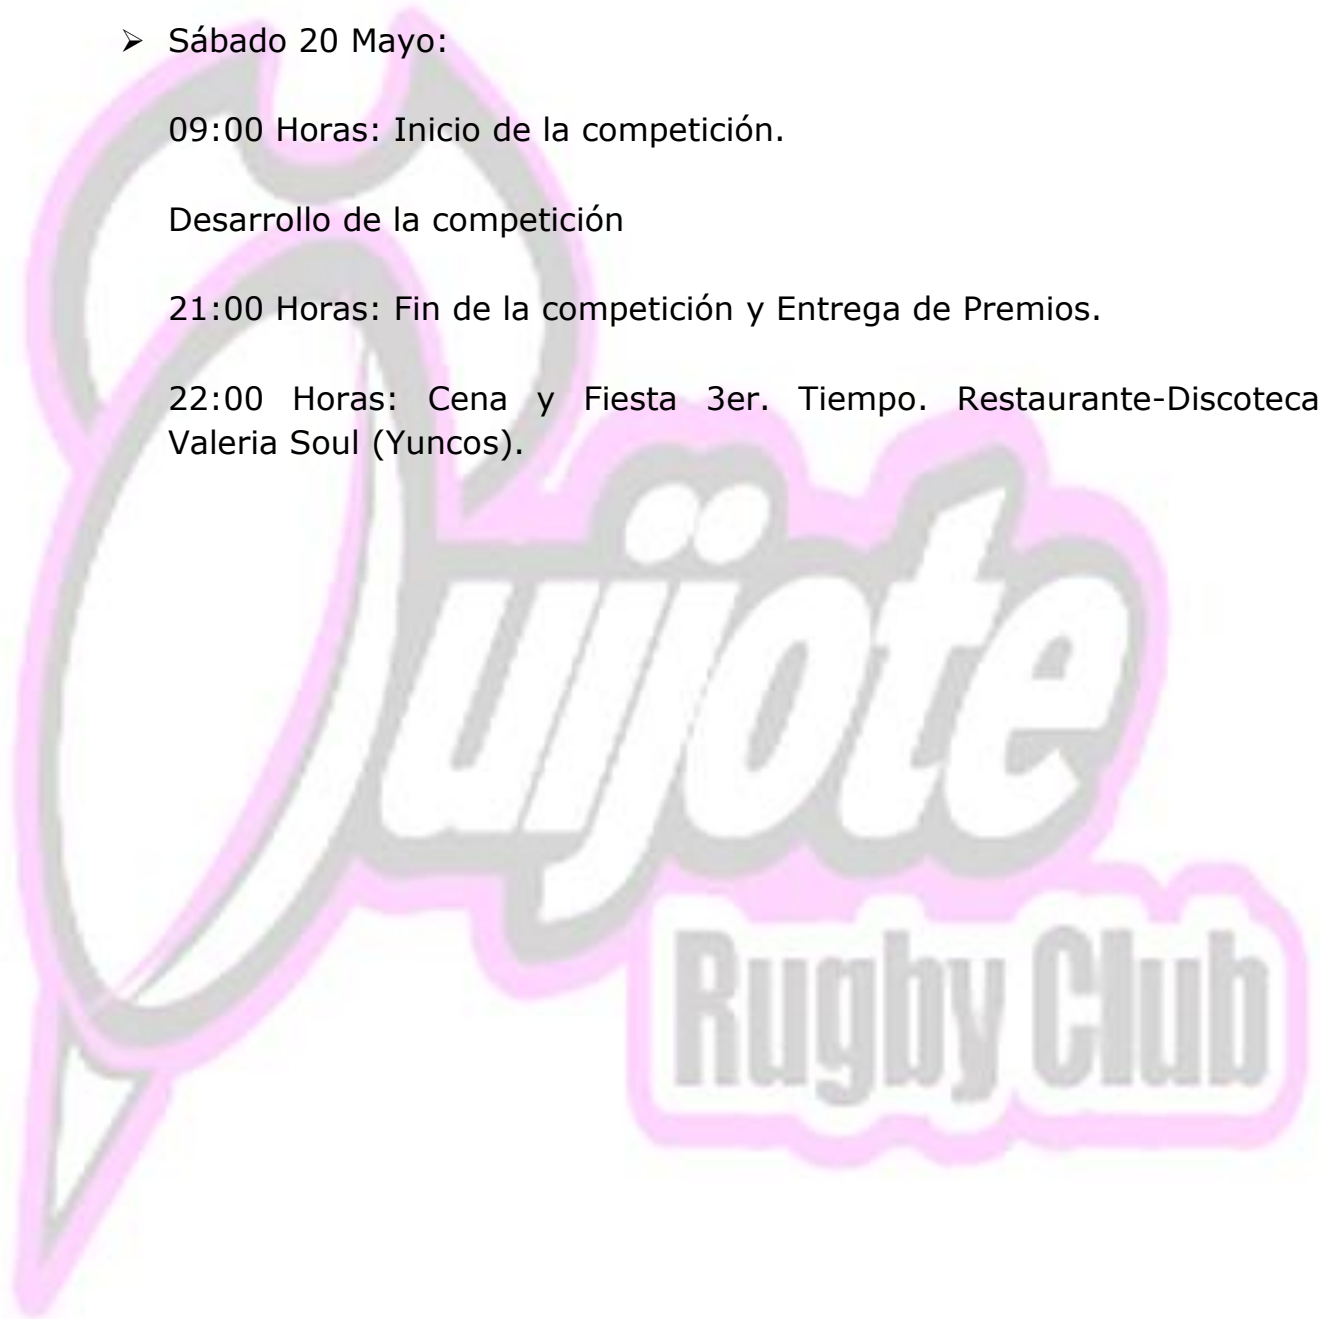 ➢ Sábado 20 Mayo:
09:00 Horas: Inicio de la competición.
Desarrollo de la competición
21:00 Horas: Fin de la competición y Entrega de Premios.
22:00 Horas: Cena y Fiesta 3er. Tiempo. Restaurante-Discoteca
Valeria Soul (Yuncos).
Quijote
Rugby Club